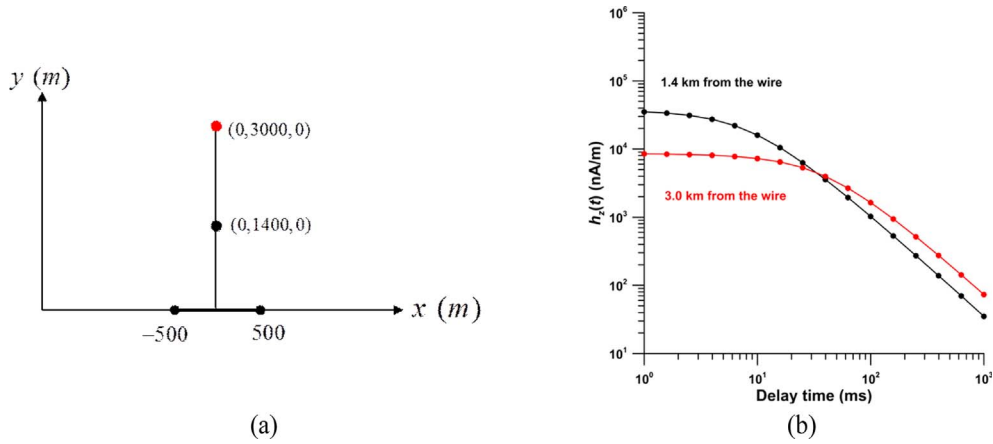 y (m)
(0,3000,0)
(0,1400,0)
−500
500
x (m)
(a)
10⁶
10⁵
10⁴
10³
10²
10¹
h_z(t) (nA/m)
1.4 km from the wire
3.0 km from the wire
10⁰
10¹
10²
10³
Delay time (ms)
(b)